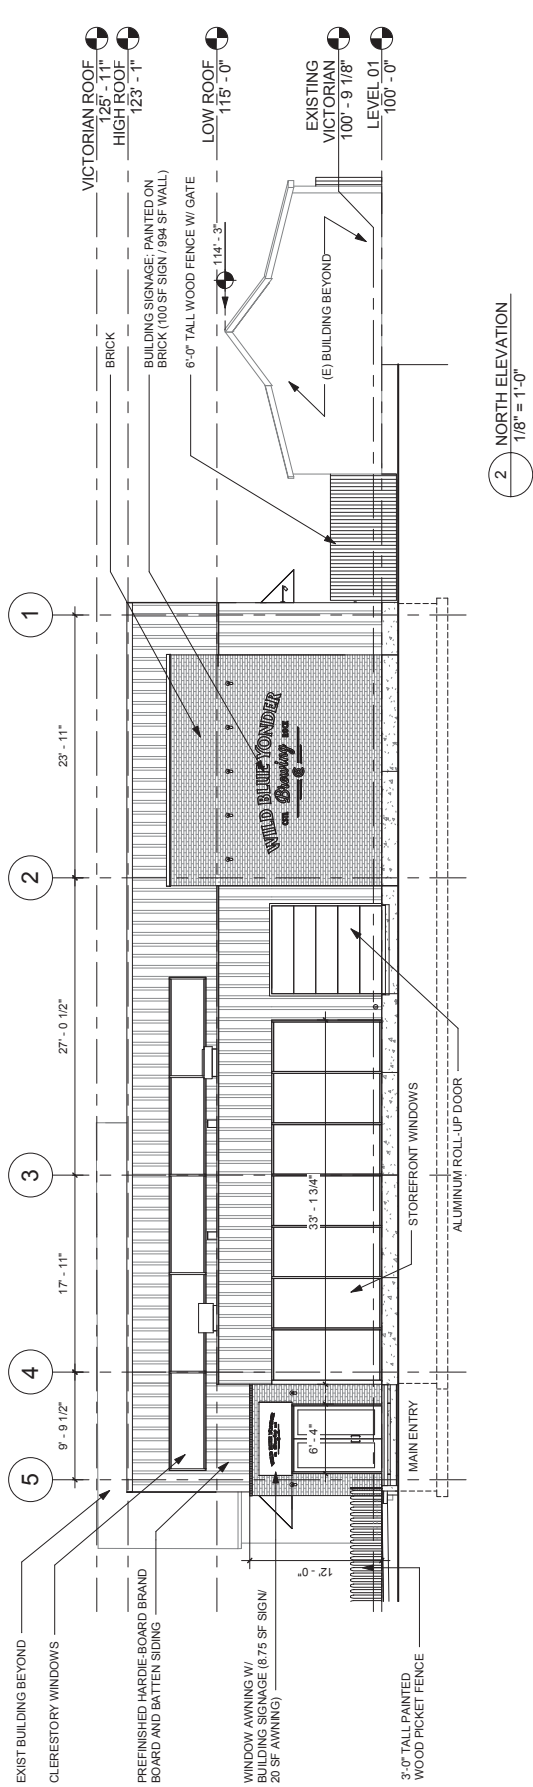 EXIST BUILDING BEYOND
CLERESTORY WINDOWS
PREFINISHED HARDIE-BOARD BRAND
BOARD AND BATTEN SIDING
WINDOW AWNING W/
BUILDING SIGNAGE (8.75 SF SIGN/
20 SF AWNING)
3'-0" TALL PAINTED
WOOD PICKET FENCE
5
9' - 9 1/2"
4
17' - 11"
3
27' - 0 1/2"
2
23' - 11"
1
12' - 0"
6' - 4"
MAIN ENTRY
33' - 1 3/4"
STOREFRONT WINDOWS
ALUMINUM ROLL-UP DOOR
WILD BLUE YONDER
Brewing
BRICK
BUILDING SIGNAGE; PAINTED ON
BRICK (100 SF SIGN / 994 SF WALL)
6'-0" TALL WOOD FENCE W/ GATE
(E) BUILDING BEYOND
114' - 3"
VICTORIAN ROOF
125' - 11"
HIGH ROOF
123' - 1"
LOW ROOF
115' - 0"
EXISTING
VICTORIAN
100' - 9 1/8"
LEVEL 01
100' - 0"
2
NORTH ELEVATION
1/8" = 1'-0"